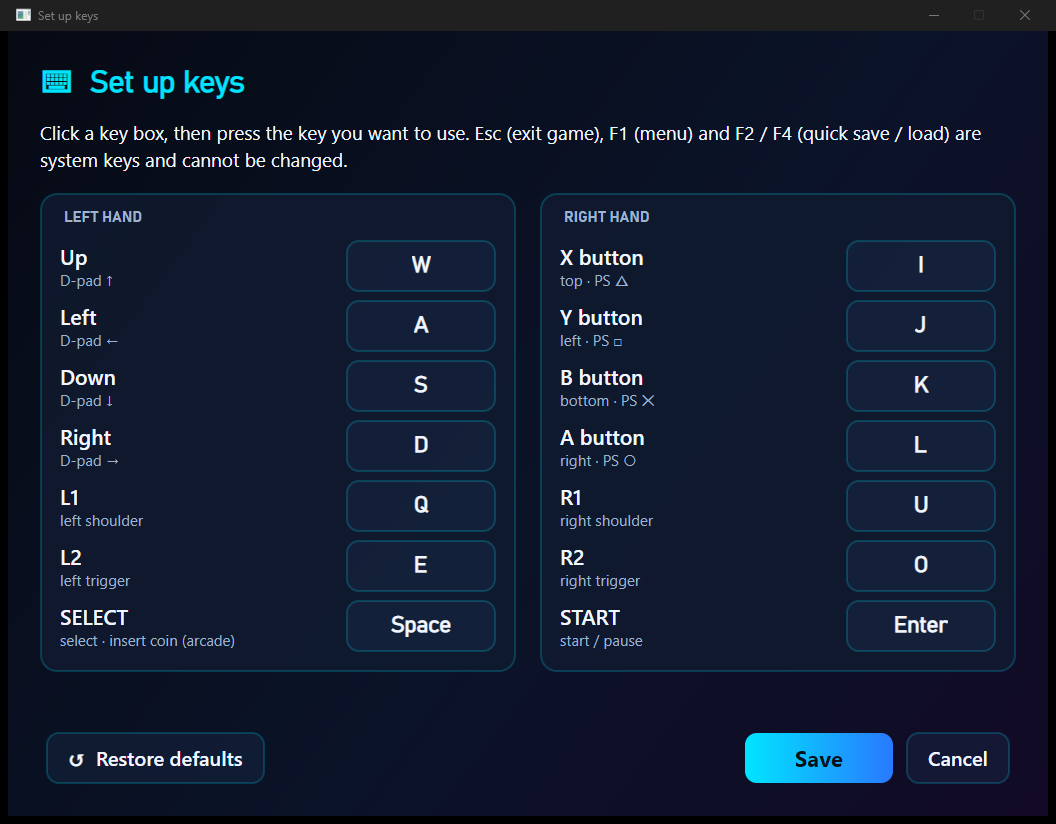 Set up keys
Set up keys
Click a key box, then press the key you want to use. Esc (exit game), F1 (menu) and F2 / F4 (quick save / load) are
system keys and cannot be changed.
LEFT HAND
Up
D-pad ↑
W
Left
D-pad ←
A
Down
D-pad ↓
S
Right
D-pad →
D
L1
left shoulder
Q
L2
left trigger
E
SELECT
select · insert coin (arcade)
Space
RIGHT HAND
X button
top · PS △
I
Y button
left · PS □
J
B button
bottom · PS ✕
K
A button
right · PS ○
L
R1
right shoulder
U
R2
right trigger
O
START
start / pause
Enter
↺ Restore defaults
Save
Cancel